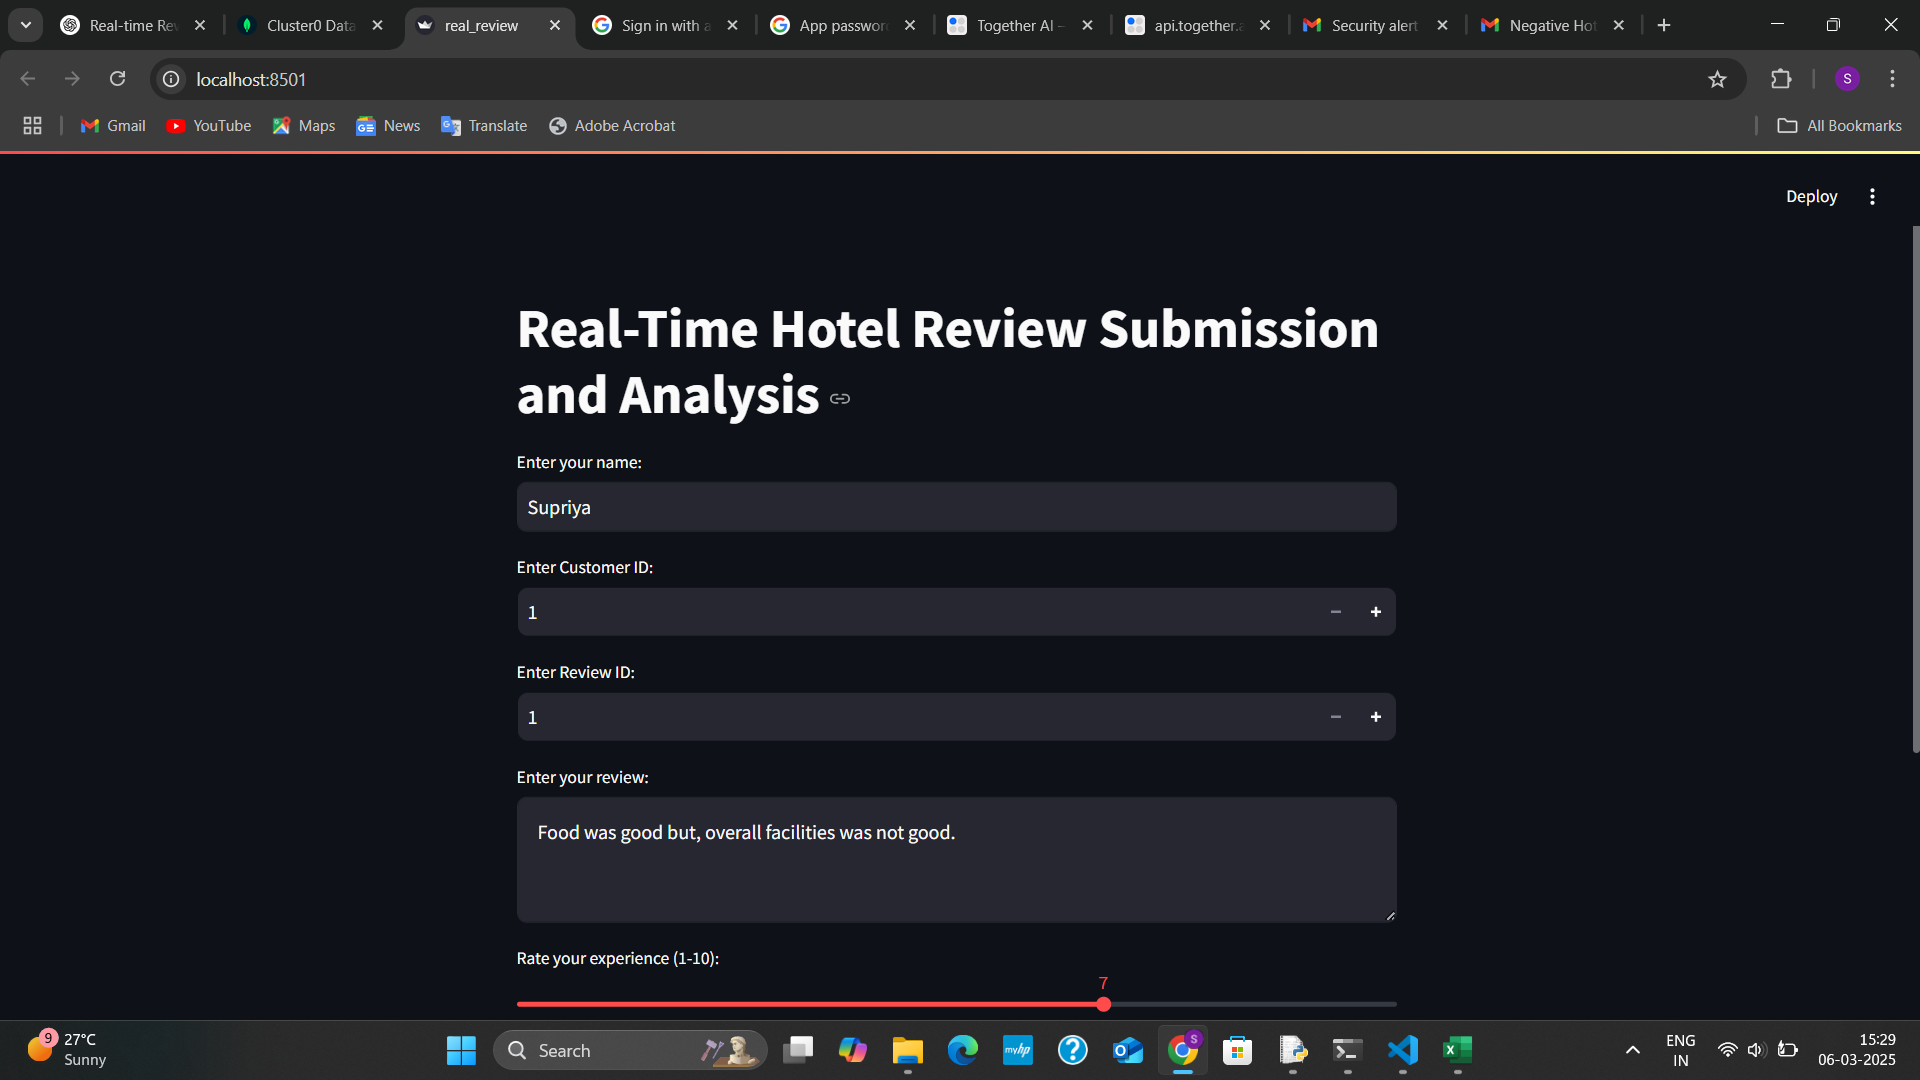 Real-time Rev
Cluster0 Data
real_review
Sign in with a
App passwor
Together AI –
api.together.a
Security alert
Negative Hot
localhost:8501
S
Gmail
YouTube
Maps
News
Translate
Adobe Acrobat
All Bookmarks
Deploy
Real-Time Hotel Review Submission
and Analysis
Enter your name:
Supriya
Enter Customer ID:
1
Enter Review ID:
1
Enter your review:
Food was good but, overall facilities was not good.
Rate your experience (1-10):
7
9
27°C
Sunny
Search
myhp
S
ENG
IN
15:29
06-03-2025